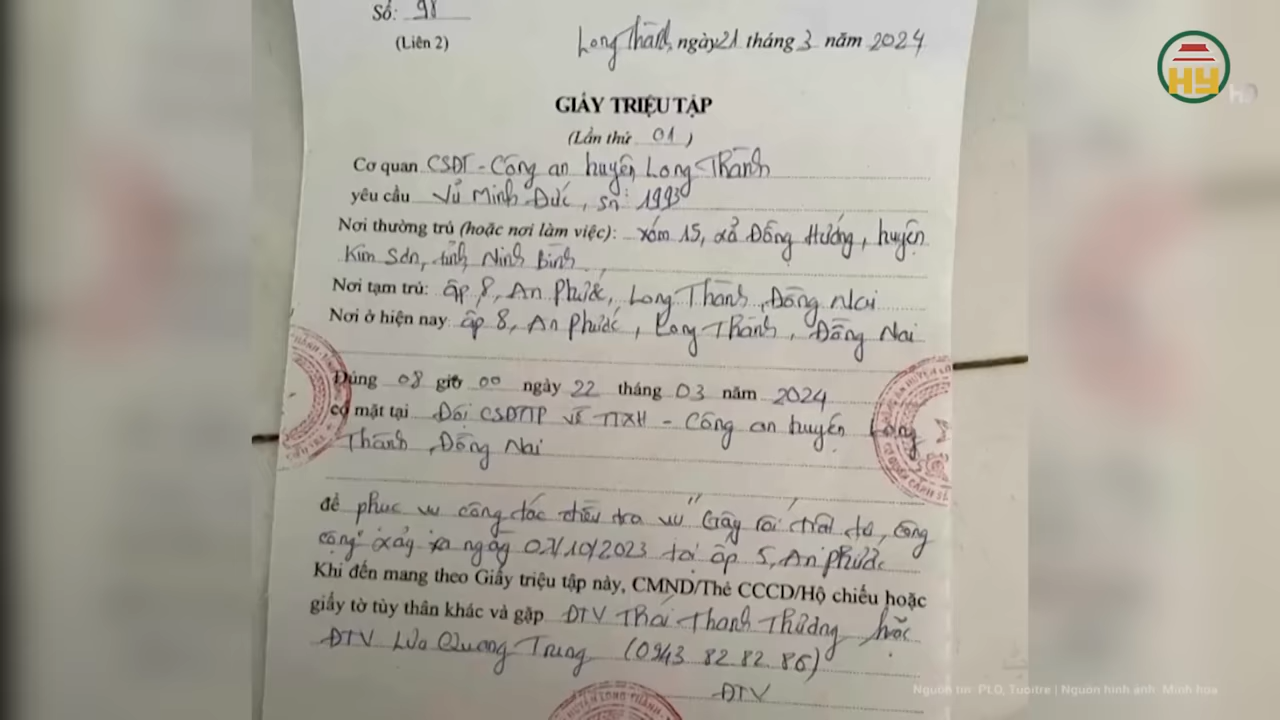 Số: 98
(Liên 2)
Long Thành, ngày 21 tháng 3 năm 2024
HY
GIẤY TRIỆU TẬP
(Lần thứ 01)
Cơ quan CSĐT - Công an huyện Long Thành
yêu cầu Vũ Minh Đức, sn: 1993
Nơi thường trú (hoặc nơi làm việc): xóm 15, xã Đồng Hướng, huyện
Kim Sơn, tỉnh Ninh Bình
Nơi tạm trú: ấp 8, An Phước, Long Thành, Đồng Nai
Nơi ở hiện nay ấp 8, An Phước, Long Thành, Đồng Nai
Đúng 08 giờ 00 ngày 22 tháng 03 năm 2024
có mặt tại Đội CSĐTTP về TTXH - Công an huyện Long
Thành, Đồng Nai
để phục vụ công tác điều tra vụ "Gây rối trật tự công
cộng" xảy ra ngày 07/10/2023 tại ấp 5, An Phước
Khi đến mang theo Giấy triệu tập này, CMND/Thẻ CCCD/Hộ chiếu hoặc
giấy tờ tùy thân khác và gặp ĐTV Thái Thanh Thương hoặc
ĐTV Lưu Quang Trung (0943 82 82 86)
ĐTV
Nguồn tin: PLO, Tuoitre | Nguồn hình ảnh: Minh họa